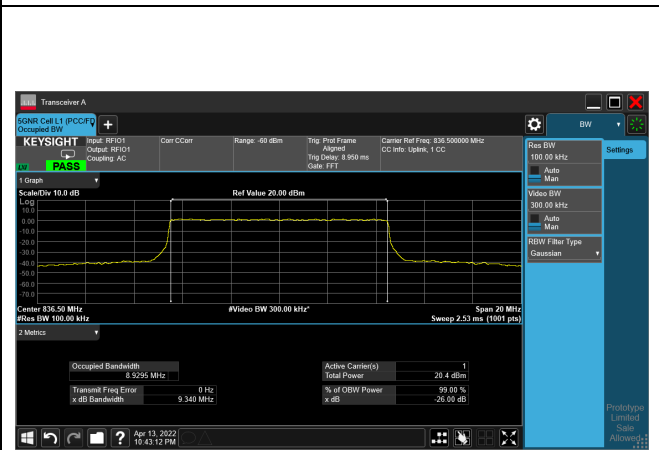 Transceiver A
5GNR Cell L1 (PCC/FD
Occupied BW
BW
KEYSIGHT
Input: RFIO1
Output: RFIO1
Coupling: AC
Corr CCorr
Range: -60 dBm
Trig: Prot Frame
Aligned
Trig Delay: 8.950 ms
Gate: FFT
Carrier Ref Freq: 836.500000 MHz
CC Info: Uplink, 1 CC
PASS
Res BW
100.00 kHz
Auto
Man
Settings
Video BW
300.00 kHz
Auto
Man
RBW Filter Type
Gaussian
1 Graph
Scale/Div 10.0 dB
Ref Value 20.00 dBm
Log
10.0
0.00
-10.0
-20.0
-30.0
-40.0
-50.0
-60.0
-70.0
Center 836.50 MHz
#Video BW 300.00 kHz*
Span 20 MHz
#Res BW 100.00 kHz
Sweep 2.53 ms (1001 pts)
2 Metrics
Occupied Bandwidth
8.9295 MHz
Active Carrier(s) 1
Total Power 20.4 dBm
Transmit Freq Error 0 Hz
x dB Bandwidth 9.340 MHz
% of OBW Power 99.00 %
x dB -26.00 dB
Prototype
Limited
Sale
Allowed
Apr 13, 2022
10:43:12 PM